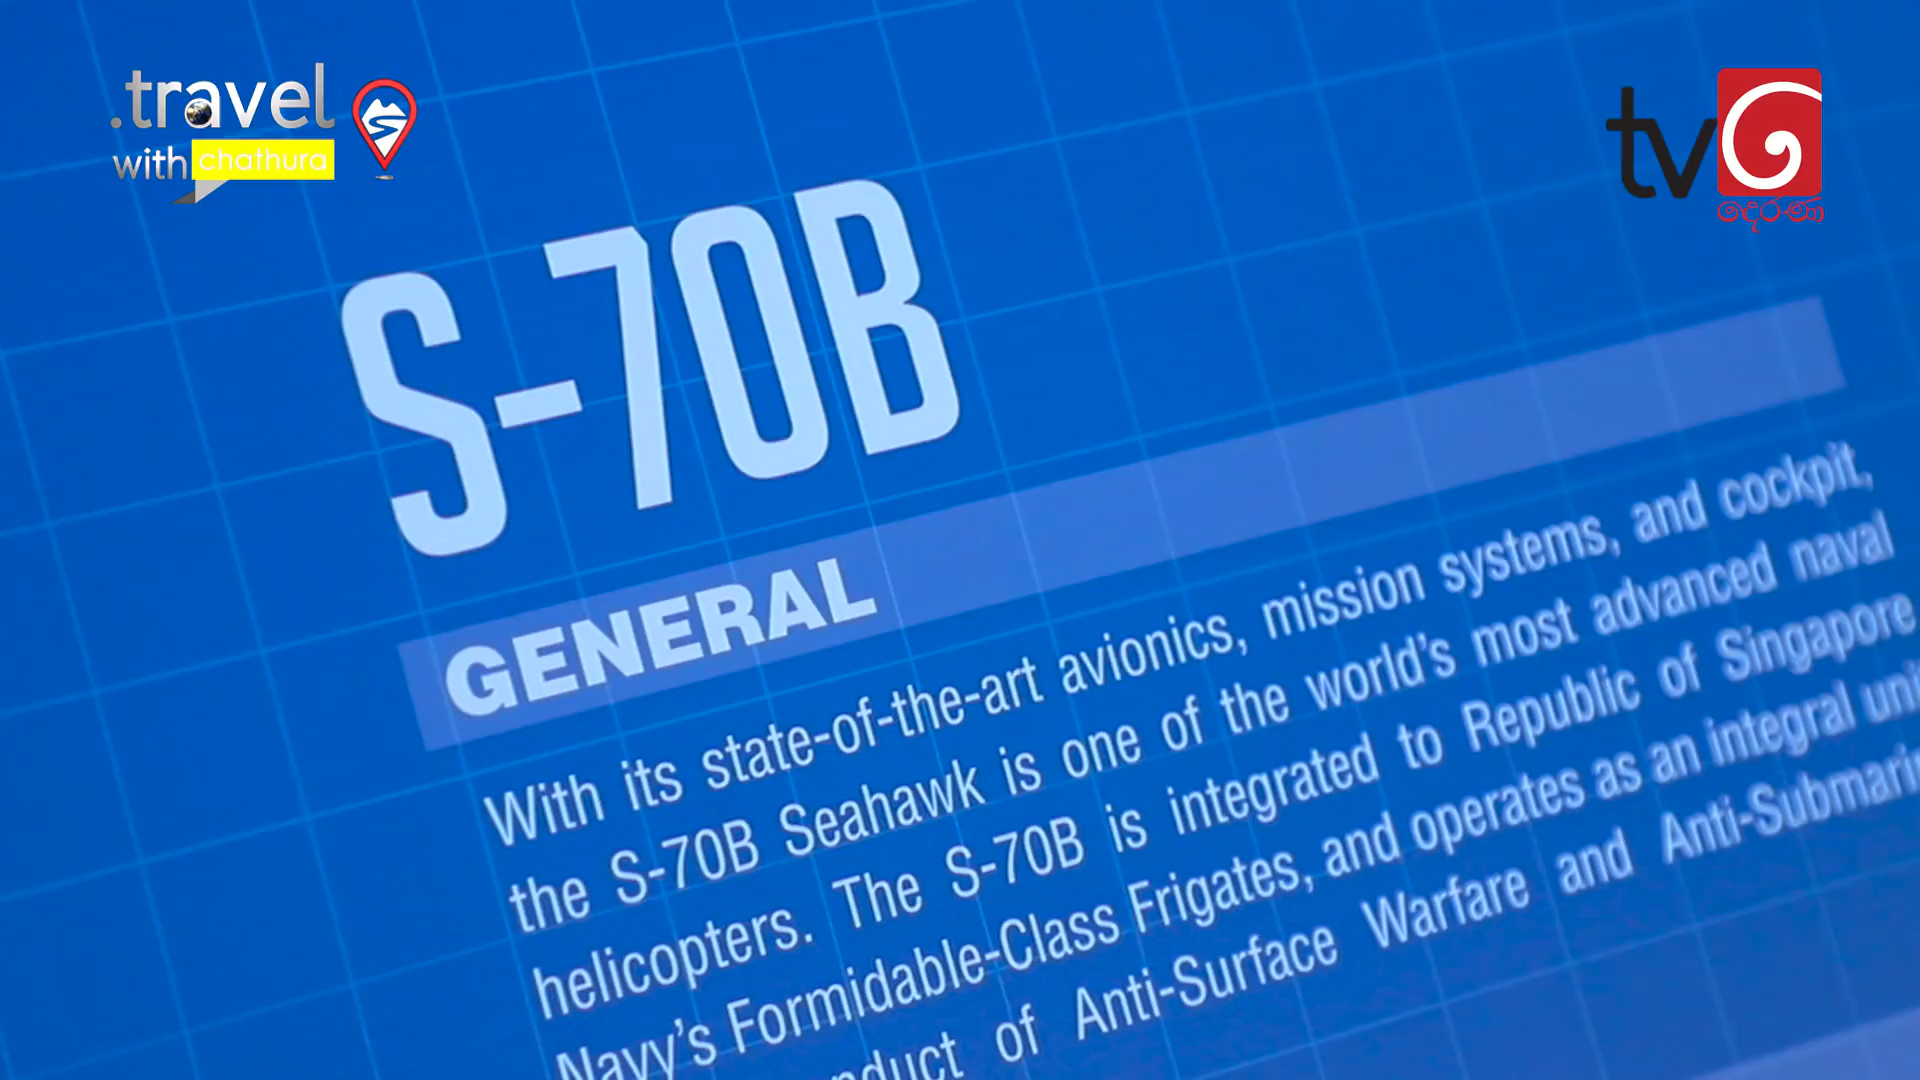 .travel
with chathura
tv
දෙරණ
S-70B
GENERAL
With its state-of-the-art avionics, mission systems, and cockpit,
the S-70B Seahawk is one of the world's most advanced naval
helicopters. The S-70B is integrated to Republic of Singapore
Navy's Formidable-Class Frigates, and operates as an integral
of Anti-Surface Warfare and